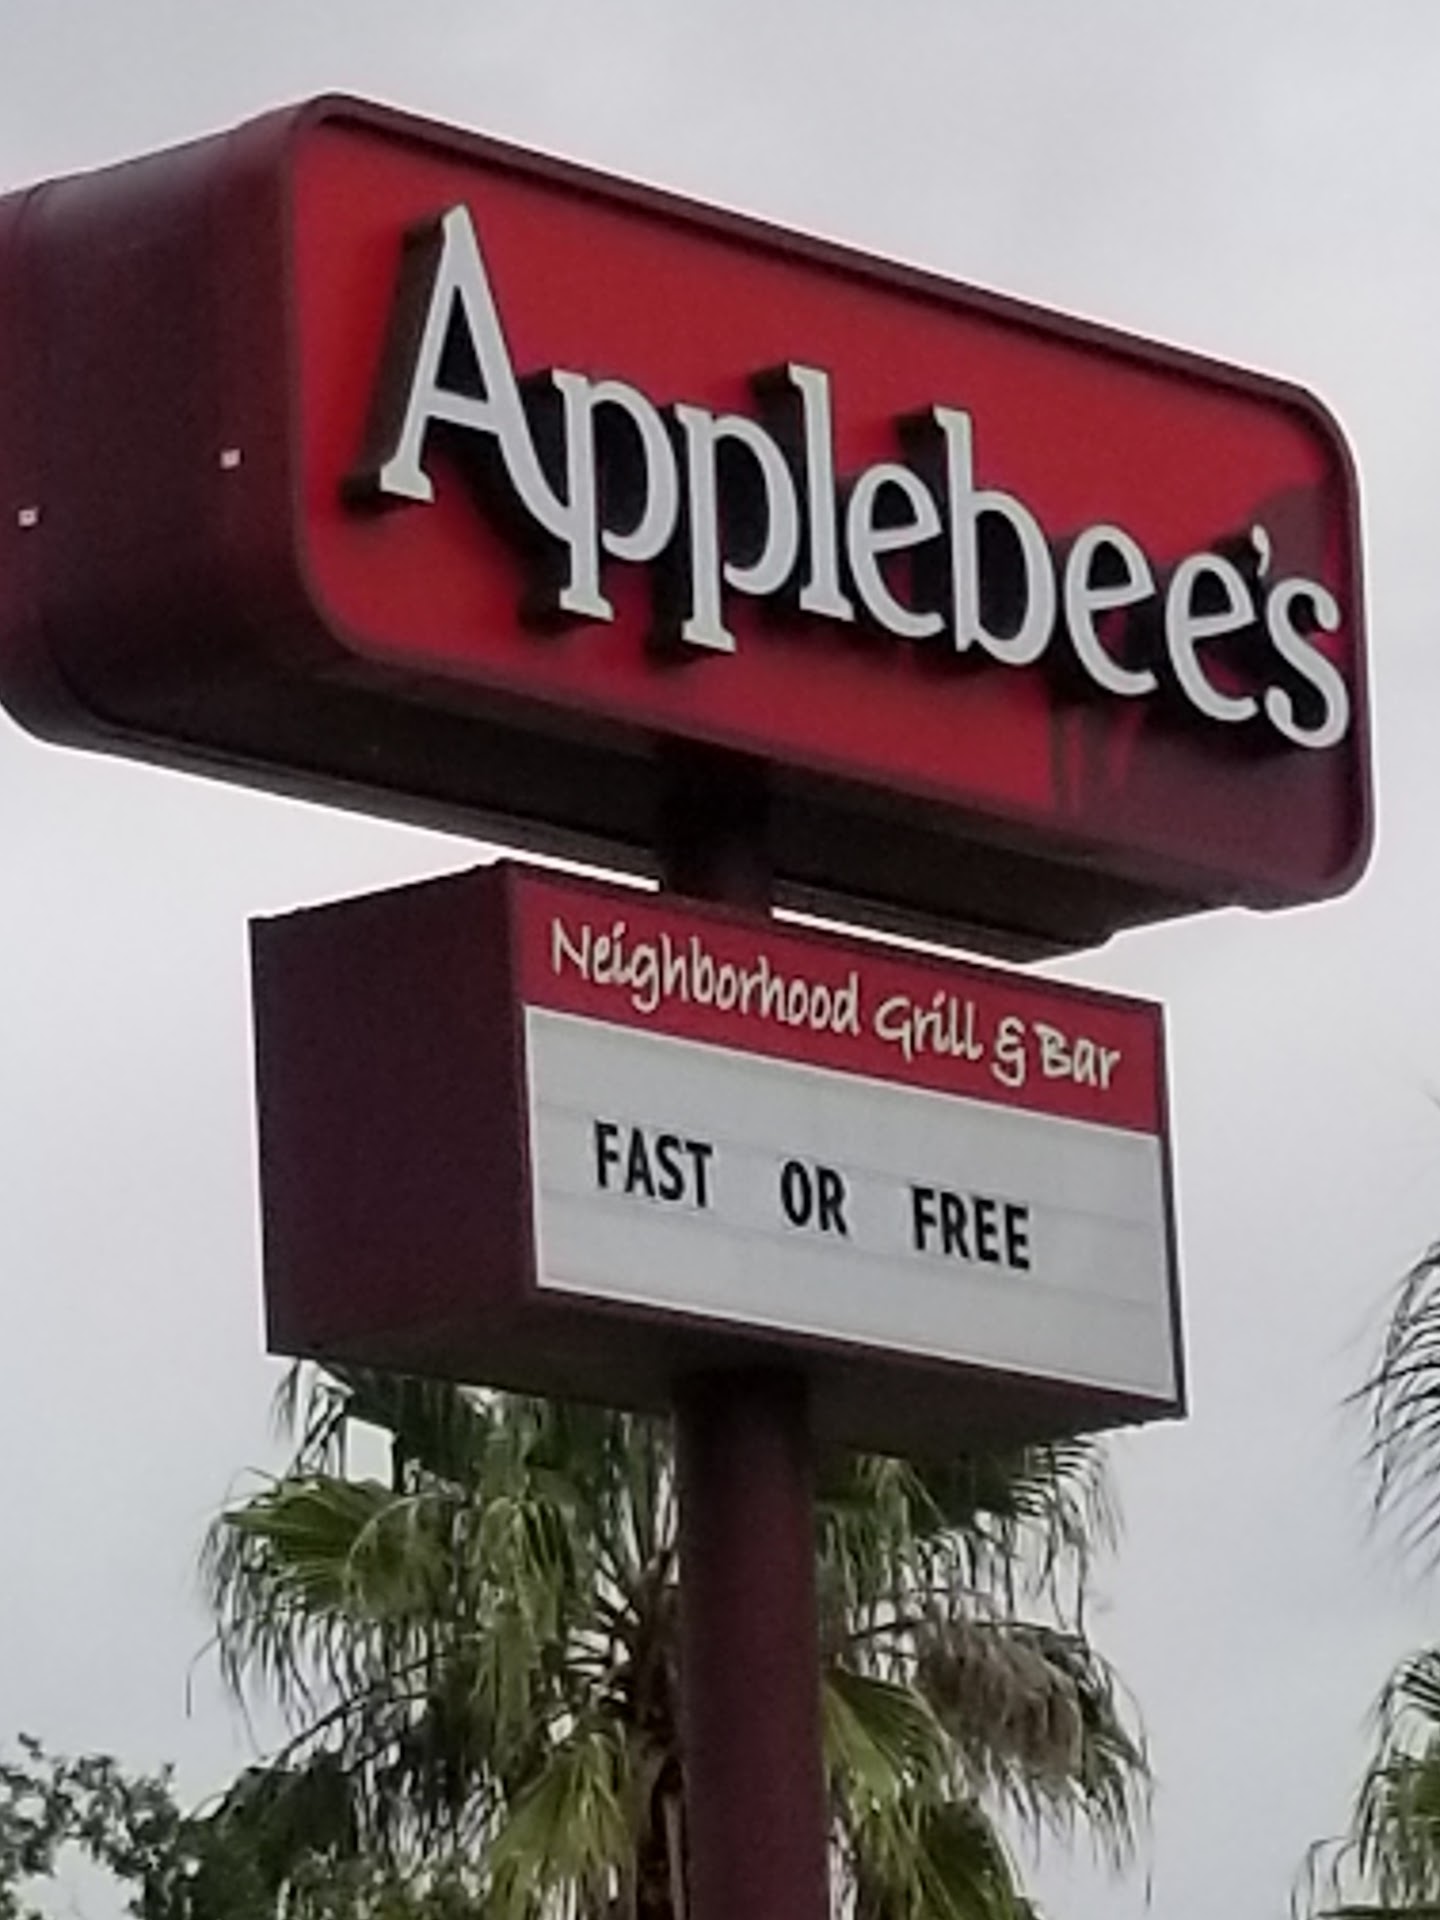 Applebee's
Neighborhood Grill & Bar
FAST OR FREE